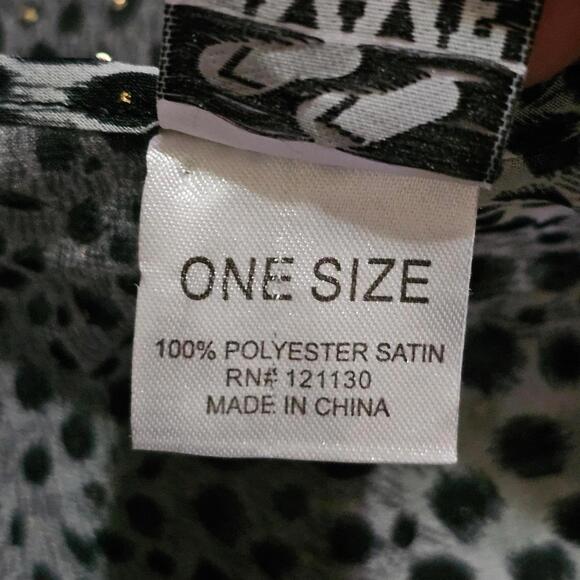 ONE SIZE
100% POLYESTER SATIN
RN# 121130
MADE IN CHINA